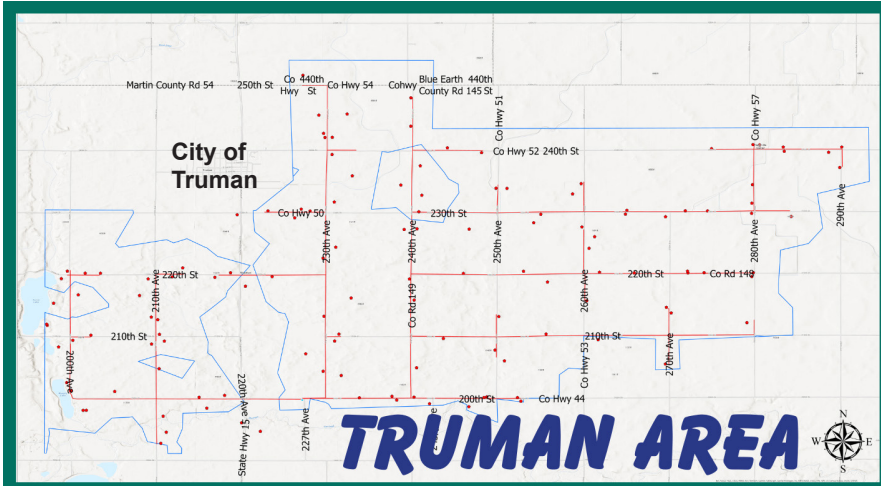 Co 440th
Hwy St
Blue Earth 440th
County Rd 145 St
Martin County Rd 54
250th St
Co Hwy 54
Cohwy
Co Hwy 51
Co Hwy 57
City of
Truman
Co Hwy 52 240th St
290th Ave
Co Hwy 50
230th St
230th Ave
240th Ave
250th Ave
280th Ave
220th St
210th Ave
260th Ave
220th St
Co Rd 148
Co Rd 149
210th St
210th St
200th Ave
Co Hwy 53
270th Ave
220th Ave
State Hwy 15
227th Ave
200th St
Co Hwy 44
TRUMAN AREA
N
W E
S